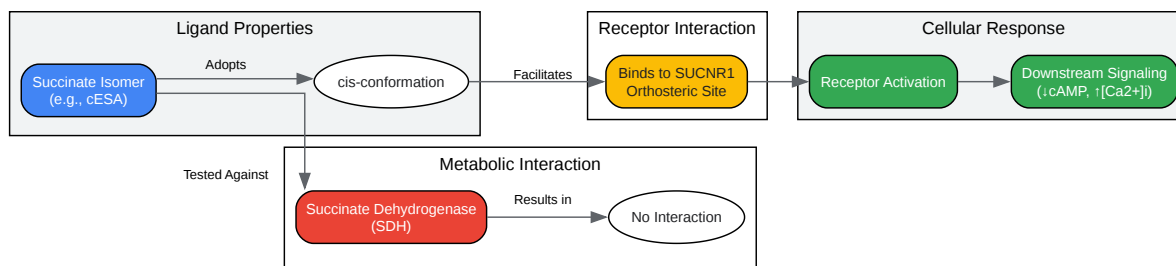 Ligand Properties
Succinate Isomer
(e.g., cESA)
Adopts
cis-conformation
Facilitates
Receptor Interaction
Binds to SUCNR1
Orthosteric Site
Cellular Response
Receptor Activation
Downstream Signaling
(↓cAMP, ↑[Ca2+]i)
Tested Against
Metabolic Interaction
Succinate Dehydrogenase
(SDH)
Results in
No Interaction